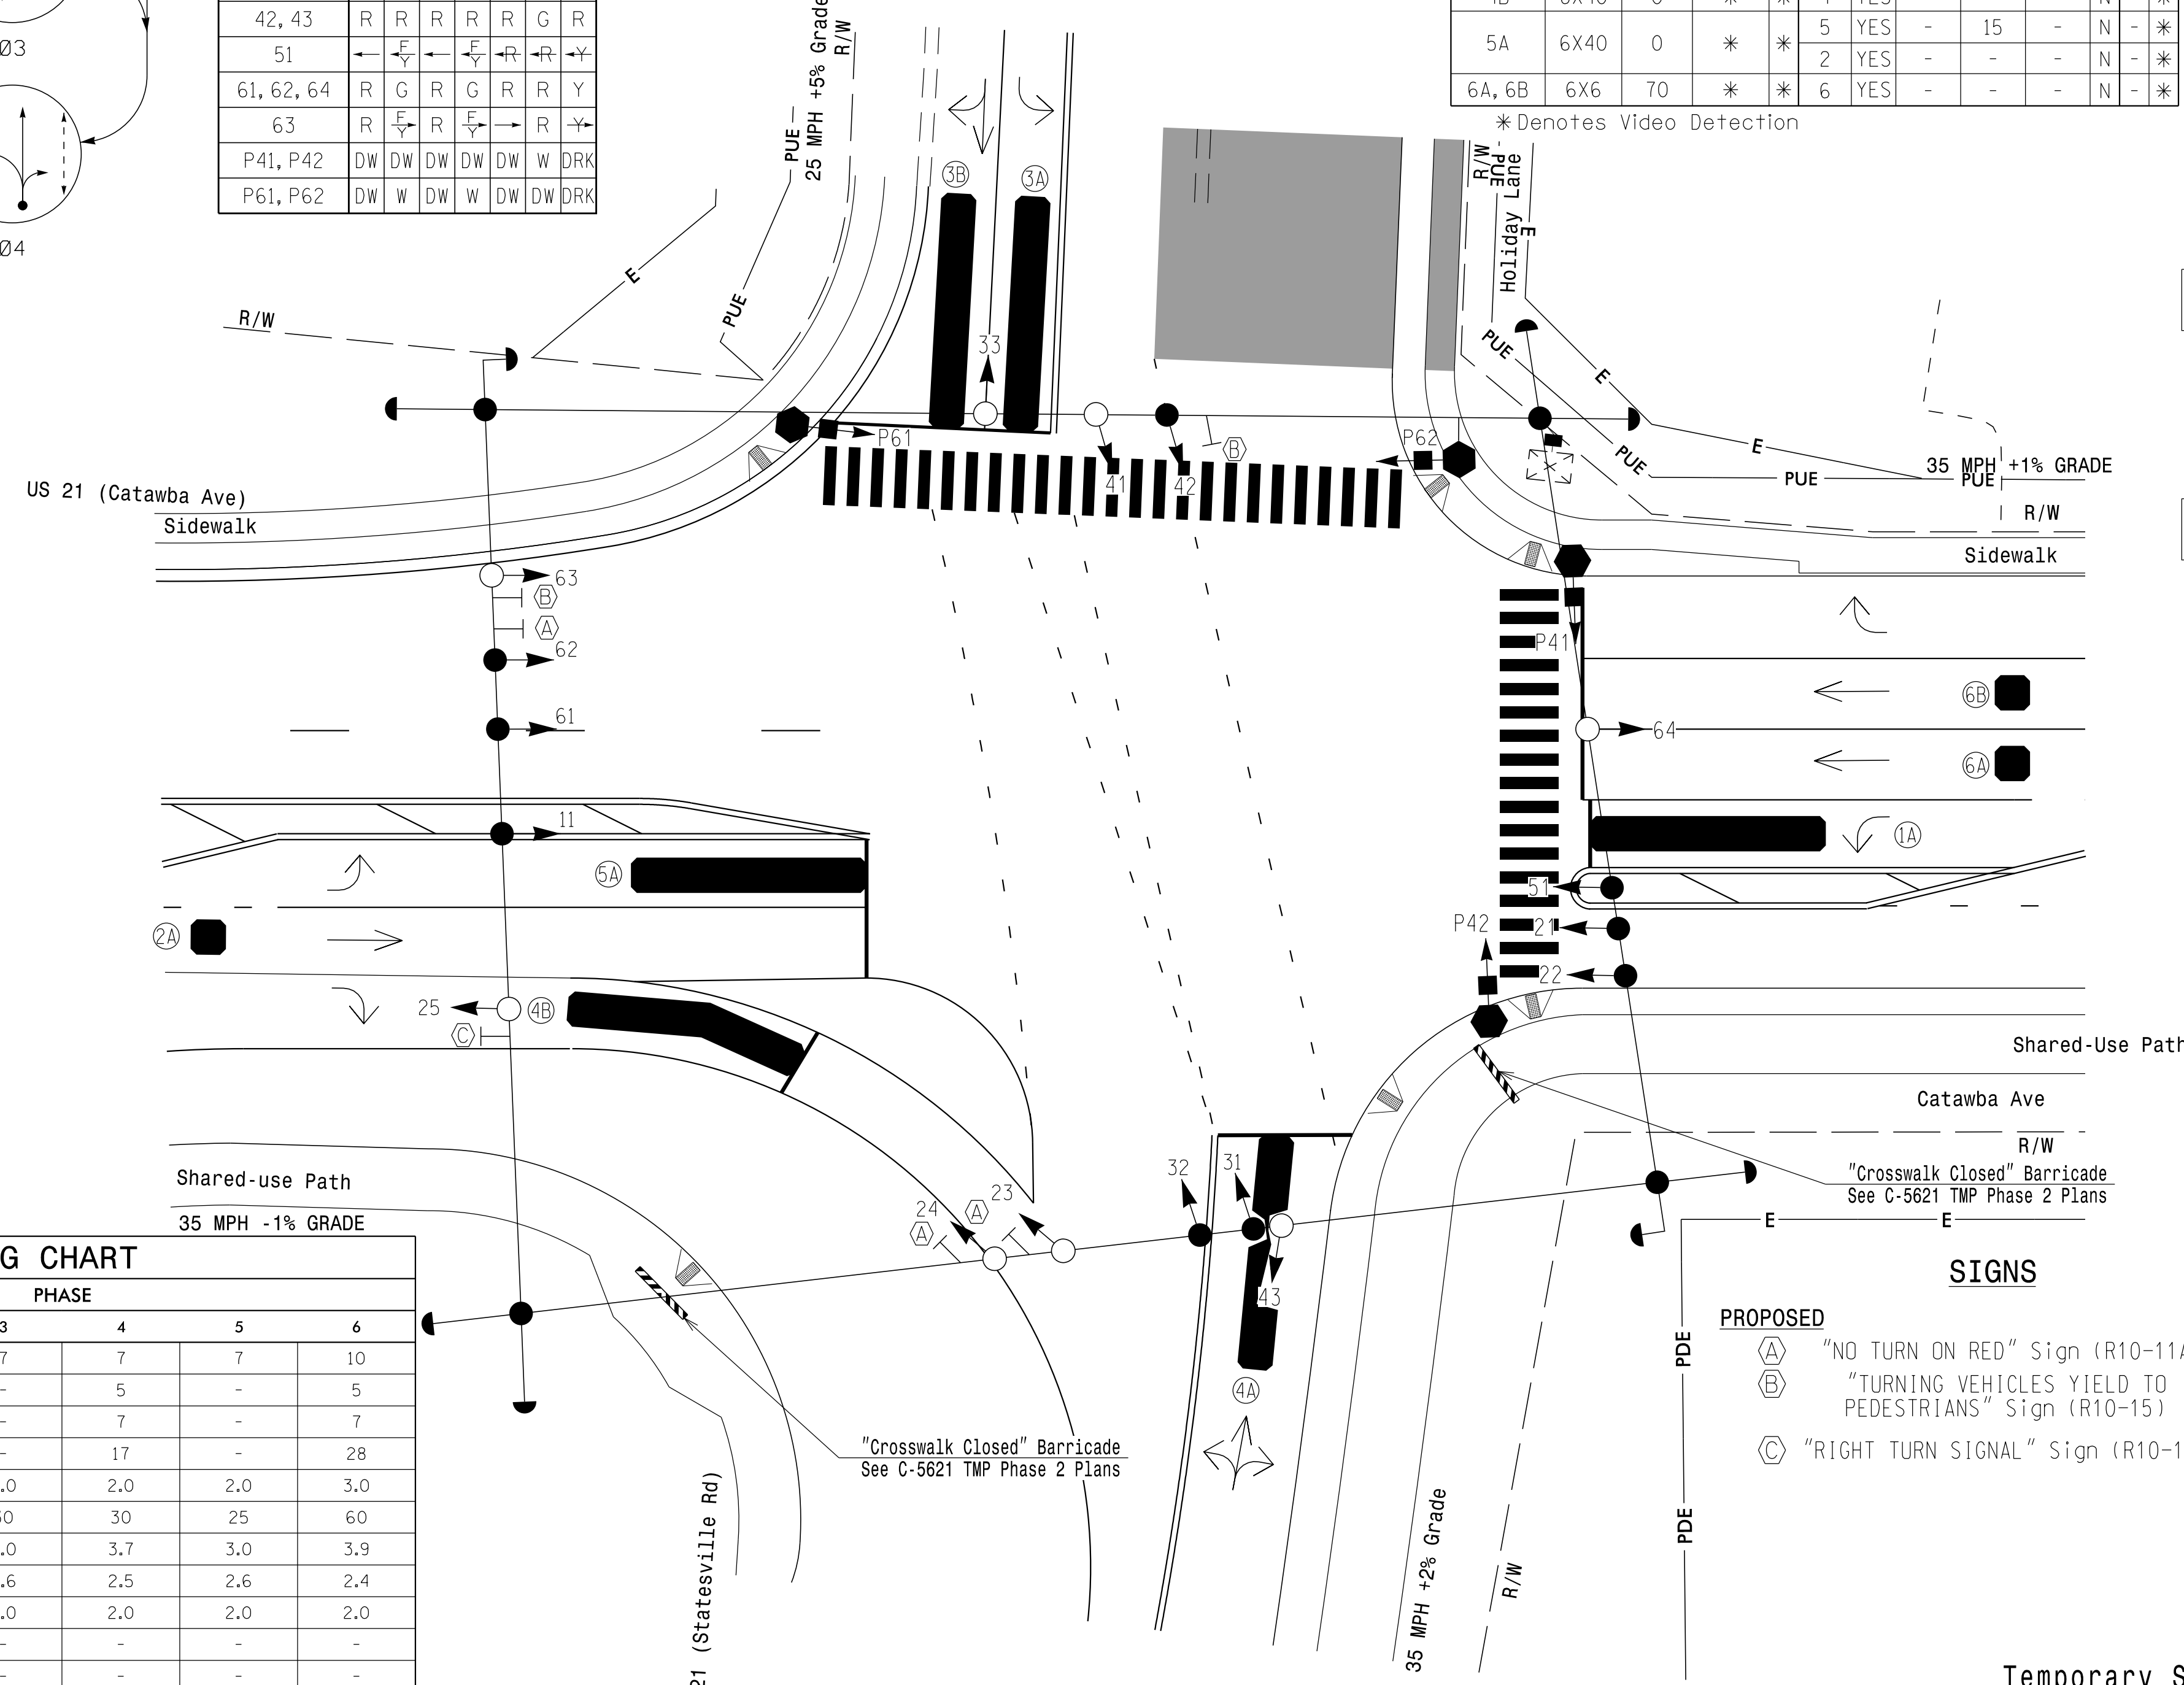 Ø3
Ø4
42, 43 R R R R R G R
51 F Y F Y R R Y
61, 62, 64 R G R G R R Y
63 R F Y R F Y R Y
P41, P42 DW DW DW DW DW W DRK
P61, P62 DW W DW W DW DW DRK
5A 6X40 0 * * 5 YES - 15 - N - *
2 YES - - - N - *
6A, 6B 6X6 70 * * 6 YES - - - N - *
* Denotes Video Detection
25 MPH +5% Grade
R/W
PUE
E
PUE
R/W
3B
3A
33
R/W
PUE
Holiday Lane
E
PUE
E
PUE
E
PUE
PUE
35 MPH +1% GRADE
R/W
Sidewalk
US 21 (Catawba Ave)
Sidewalk
P61
41
42
B
P62
63
B
A
62
61
11
P41
64
6B
6A
1A
5A
2A
51
21
22
P42
25
C
4B
Shared-Use Path
Catawba Ave
R/W
"Crosswalk Closed" Barricade
See C-5621 TMP Phase 2 Plans
E E
Shared-use Path
35 MPH -1% GRADE
32
31
23
A
24
A
43
4A
G CHART
PHASE
3 4 5 6
7 7 7 10
- 5 - 5
- 7 - 7
- 17 - 28
.0 2.0 2.0 3.0
30 25 60
.0 3.7 3.0 3.9
.6 2.5 2.6 2.4
.0 2.0 2.0 2.0
- - - -
- - - -
"Crosswalk Closed" Barricade
See C-5621 TMP Phase 2 Plans
21 (Statesville Rd)
35 MPH +2% Grade
R/W
PDE
PDE
SIGNS
PROPOSED
A "NO TURN ON RED" Sign (R10-11A
B "TURNING VEHICLES YIELD TO
PEDESTRIANS" Sign (R10-15)
C "RIGHT TURN SIGNAL" Sign (R10-1
Temporary S